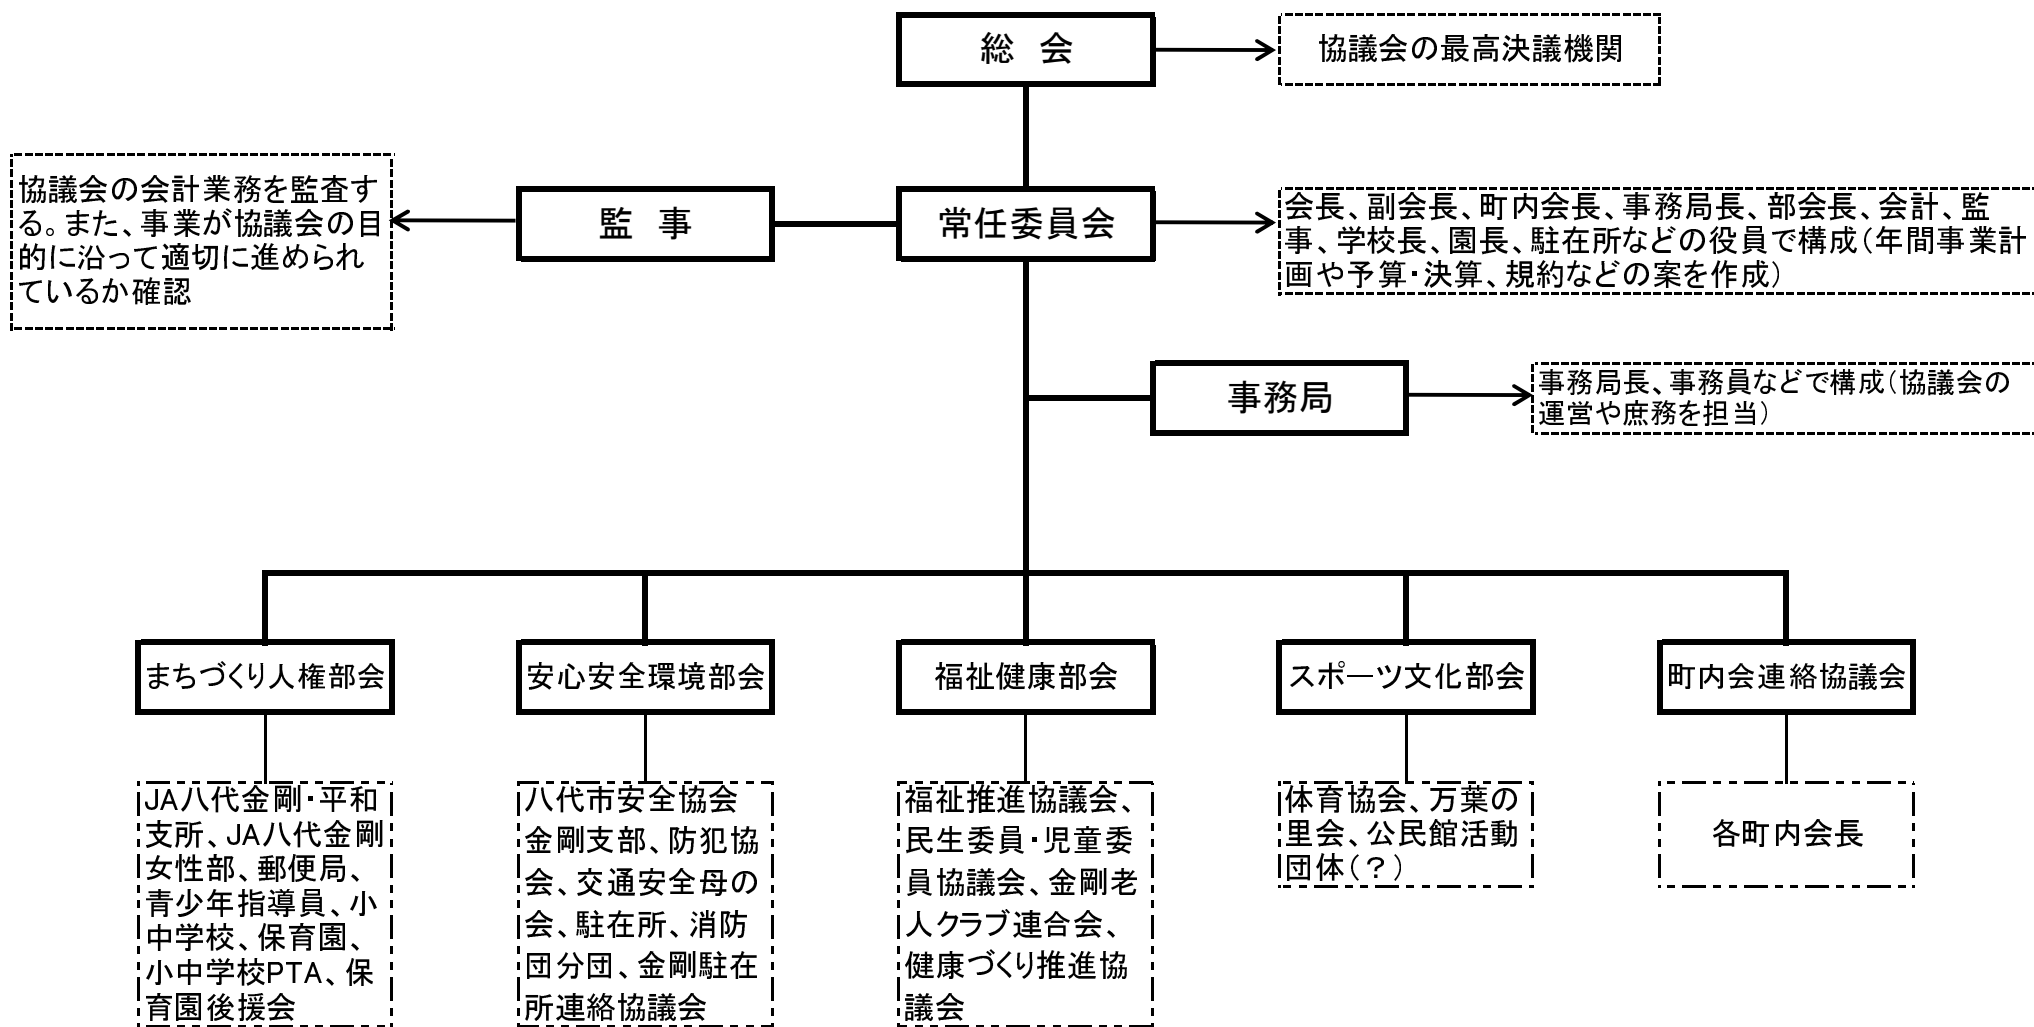 総　会
協議会の最高決議機関
協議会の会計業務を監査す
る。また、事業が協議会の目
的に沿って適切に進められ
ているか確認
監　事
常任委員会
会長、副会長、町内会長、事務局長、部会長、会計、監
事、学校長、園長、駐在所などの役員で構成（年間事業計
画や予算・決算、規約などの案を作成）
事務局
事務局長、事務員などで構成（協議会の
運営や庶務を担当）
まちづくり人権部会
安心安全環境部会
福祉健康部会
スポーツ文化部会
町内会連絡協議会
JA八代金剛・平和
支所、JA八代金剛
女性部、郵便局、
青少年指導員、小
中学校、保育園、
小中学校PTA、保
育園後援会
八代市安全協会
金剛支部、防犯協
会、交通安全母の
会、駐在所、消防
団分団、金剛駐在
所連絡協議会
福祉推進協議会、
民生委員・児童委
員協議会、金剛老
人クラブ連合会、
健康づくり推進協
議会
体育協会、万葉の
里会、公民館活動
団体（？）
各町内会長